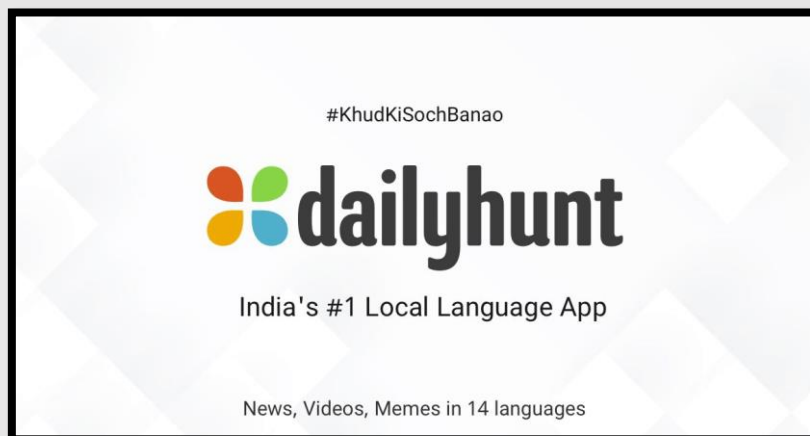 #KhudKiSochBanao
dailyhunt
India's #1 Local Language App
News, Videos, Memes in 14 languages